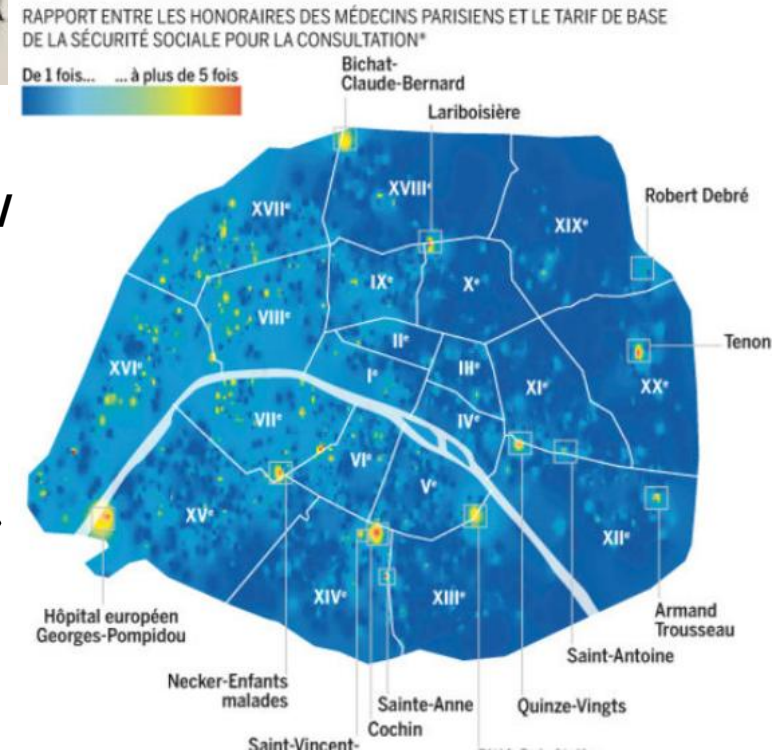 RAPPORT ENTRE LES HONORAIRES DES MÉDECINS PARISIENS ET LE TARIF DE BASE
DE LA SÉCURITÉ SOCIALE POUR LA CONSULTATION*
De 1 fois... ... à plus de 5 fois
Bichat-
Claude-Bernard
Lariboisière
Robert Debré
XVIIIe
XVIIe
XIXe
IXe
Xe
VIIIe
IIe
Tenon
XVIe
Ier
IIIe
XIe
XXe
VIIe
IVe
VIe
Ve
XVe
XIIe
XIVe
XIIIe
Hôpital européen
Georges-Pompidou
Armand
Trousseau
Saint-Antoine
Necker-Enfants
malades
Sainte-Anne
Quinze-Vingts
Cochin
Saint-Vincent-